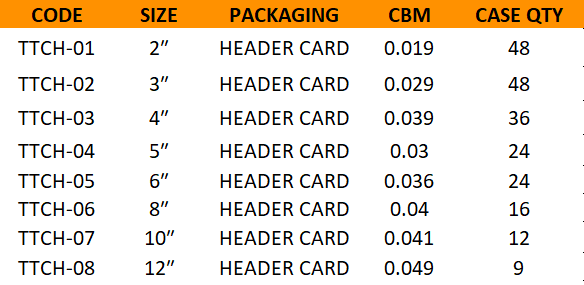 CODE SIZE PACKAGING CBM CASE QTY
TTCH-01 2” HEADER CARD 0.019 48
TTCH-02 3” HEADER CARD 0.029 48
TTCH-03 4” HEADER CARD 0.039 36
TTCH-04 5” HEADER CARD 0.03 24
TTCH-05 6” HEADER CARD 0.036 24
TTCH-06 8” HEADER CARD 0.04 16
TTCH-07 10” HEADER CARD 0.041 12
TTCH-08 12” HEADER CARD 0.049 9